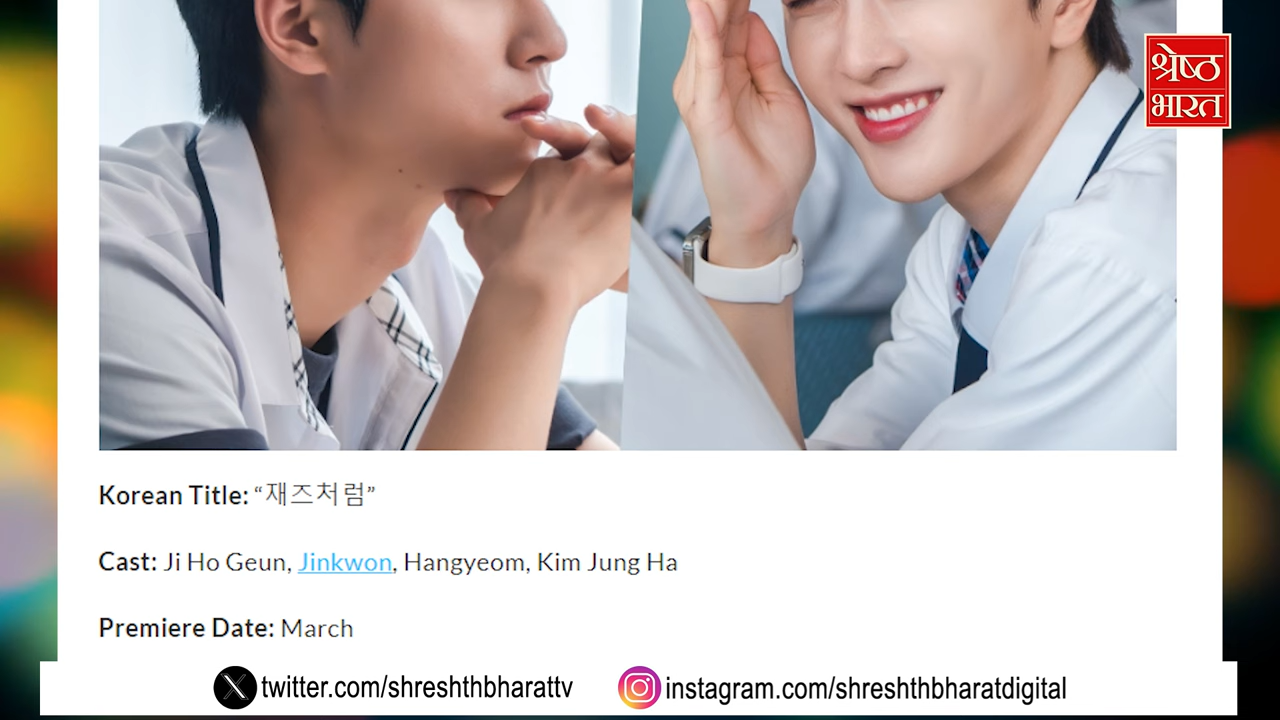 श्रेष्ठ
भारत
Korean Title: “재즈처럼”
Cast: Ji Ho Geun, Jinkwon, Hangyeom, Kim Jung Ha
Premiere Date: March
twitter.com/shreshthbharattv
instagram.com/shreshthbharatdigital